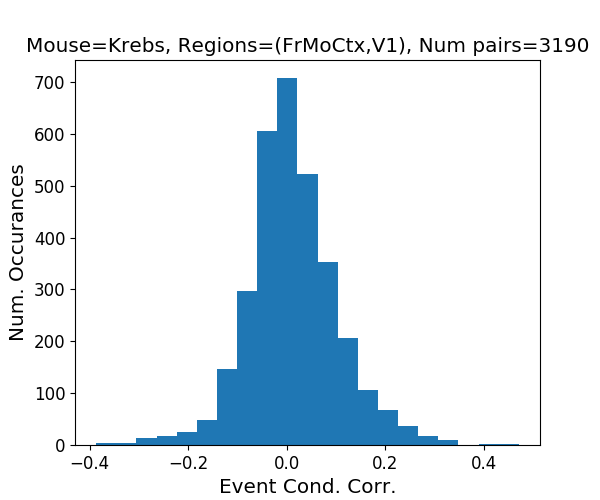 Mouse=Krebs, Regions=(FrMoCtx,V1), Num pairs=3190
700
600
500
400
300
200
100
0
Num. Occurances
−0.4 −0.2 0.0 0.2 0.4
Event Cond. Corr.